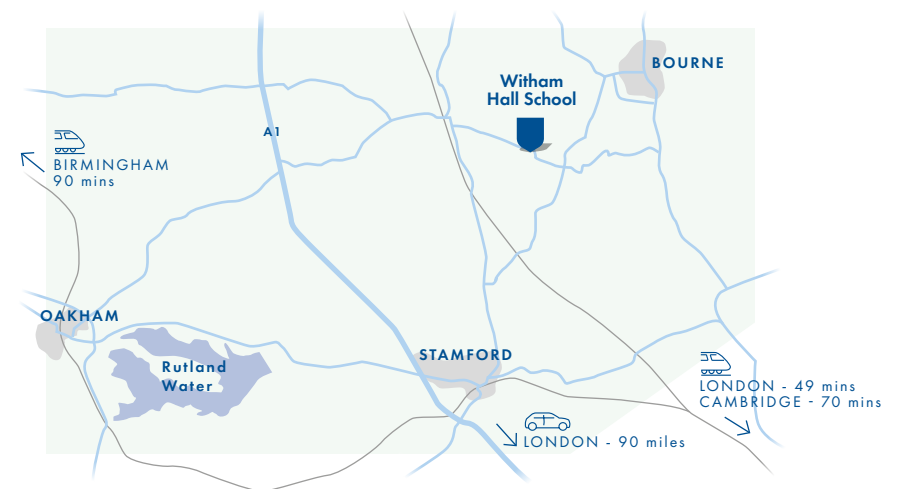 BOURNE
Witham
Hall School
A1
BIRMINGHAM
90 mins
OAKHAM
STAMFORD
Rutland
Water
LONDON - 49 mins
CAMBRIDGE - 70 mins
LONDON - 90 miles